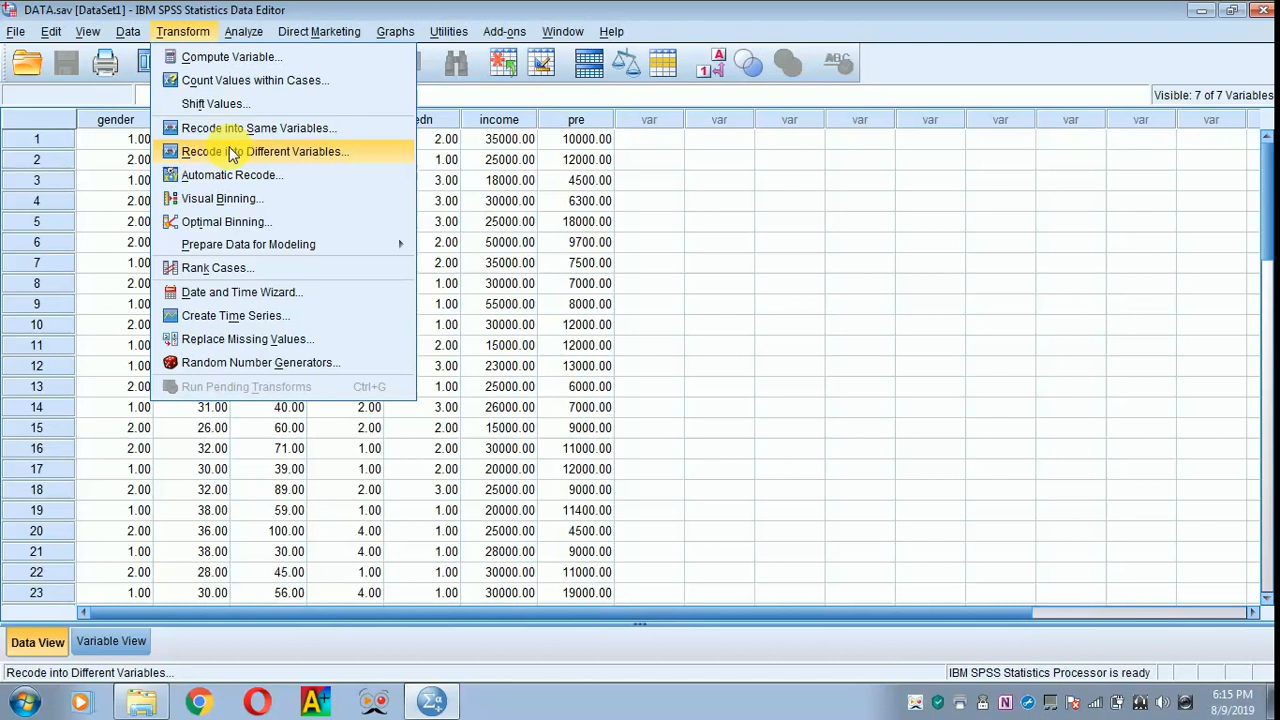 DATA.sav [DataSet1] - IBM SPSS Statistics Data Editor
File Edit View Data Transform Analyze Direct Marketing Graphs Utilities Add-ons Window Help
Compute Variable...
Count Values within Cases...
Shift Values...
Visible: 7 of 7 Variables
Recode into Same Variables...
Recode into Different Variables...
Automatic Recode...
Visual Binning...
Optimal Binning...
Prepare Data for Modeling
Rank Cases...
Date and Time Wizard...
Create Time Series...
Replace Missing Values...
Random Number Generators...
Run Pending Transforms Ctrl+G
gender edn income pre var var var var var var var var var
1 1.00 2.00 35000.00 10000.00
2 2.00 1.00 25000.00 12000.00
3 1.00 3.00 18000.00 4500.00
4 2.00 3.00 30000.00 6300.00
5 2.00 3.00 25000.00 18000.00
6 2.00 2.00 50000.00 9700.00
7 1.00 2.00 35000.00 7500.00
8 2.00 1.00 30000.00 7000.00
9 1.00 1.00 55000.00 8000.00
10 2.00 1.00 30000.00 12000.00
11 1.00 2.00 15000.00 12000.00
12 1.00 3.00 23000.00 13000.00
13 2.00 1.00 25000.00 6000.00
14 1.00 31.00 40.00 2.00 3.00 26000.00 7000.00
15 2.00 26.00 60.00 2.00 2.00 15000.00 9000.00
16 2.00 32.00 71.00 1.00 2.00 30000.00 11000.00
17 1.00 30.00 39.00 1.00 2.00 20000.00 12000.00
18 2.00 32.00 89.00 2.00 3.00 25000.00 9000.00
19 1.00 38.00 59.00 1.00 1.00 20000.00 11400.00
20 2.00 36.00 100.00 4.00 1.00 25000.00 4500.00
21 1.00 38.00 30.00 4.00 1.00 28000.00 9000.00
22 2.00 28.00 45.00 1.00 1.00 30000.00 11000.00
23 1.00 30.00 56.00 4.00 1.00 30000.00 19000.00
Data View Variable View
Recode into Different Variables... IBM SPSS Statistics Processor is ready
6:15 PM
8/9/2019